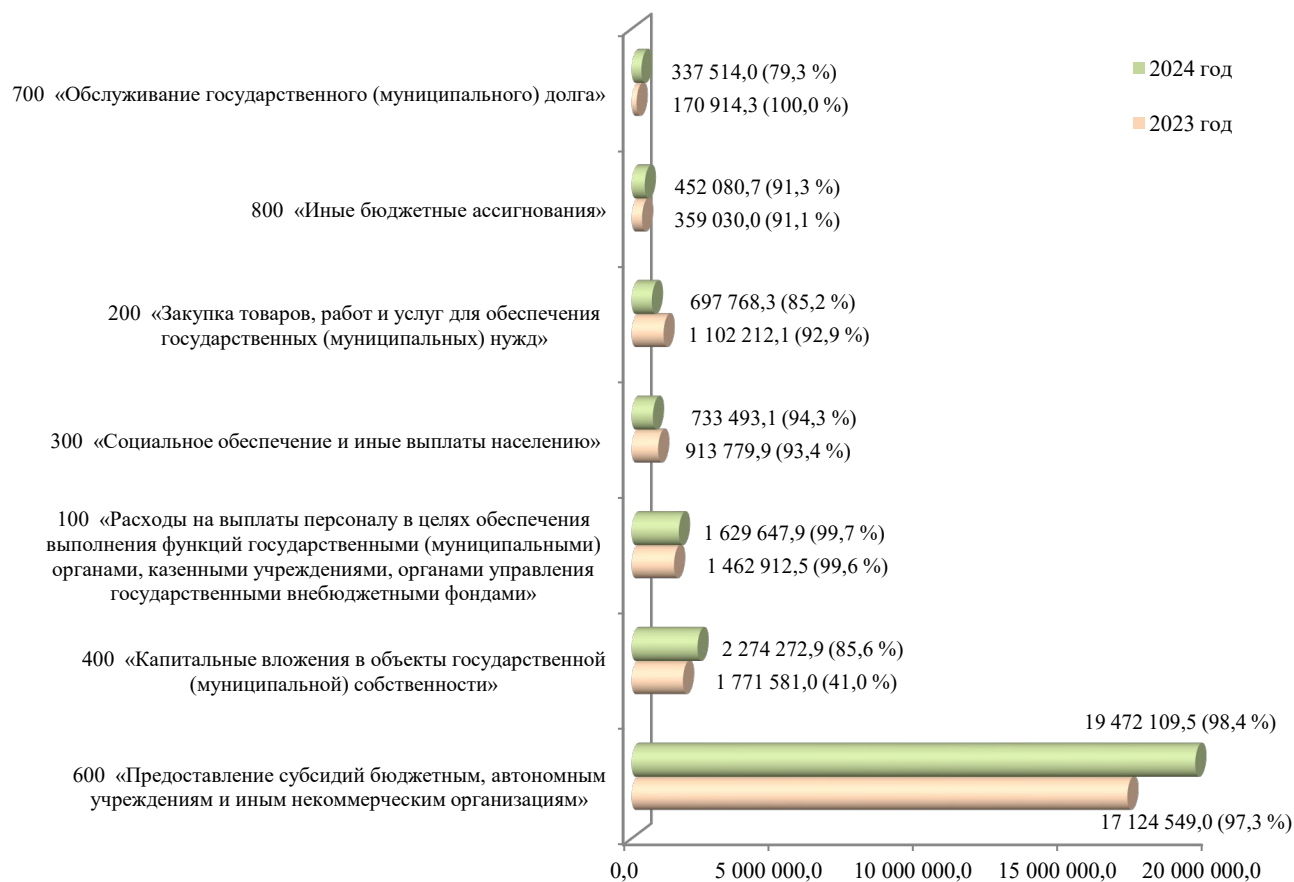 337 514,0 (79,3 %)
2024 год
700 «Обслуживание государственного (муниципального) долга»
170 914,3 (100,0 %)
2023 год
452 080,7 (91,3 %)
800 «Иные бюджетные ассигнования»
359 030,0 (91,1 %)
697 768,3 (85,2 %)
200 «Закупка товаров, работ и услуг для обеспечения
государственных (муниципальных) нужд»
1 102 212,1 (92,9 %)
733 493,1 (94,3 %)
300 «Социальное обеспечение и иные выплаты населению»
913 779,9 (93,4 %)
100 «Расходы на выплаты персоналу в целях обеспечения
выполнения функций государственными (муниципальными)
органами, казенными учреждениями, органами управления
государственными внебюджетными фондами»
1 629 647,9 (99,7 %)
1 462 912,5 (99,6 %)
400 «Капитальные вложения в объекты государственной
(муниципальной) собственности»
2 274 272,9 (85,6 %)
1 771 581,0 (41,0 %)
19 472 109,5 (98,4 %)
600 «Предоставление субсидий бюджетным, автономным
учреждениям и иным некоммерческим организациям»
17 124 549,0 (97,3 %)
0,0
5 000 000,0
10 000 000,0
15 000 000,0
20 000 000,0